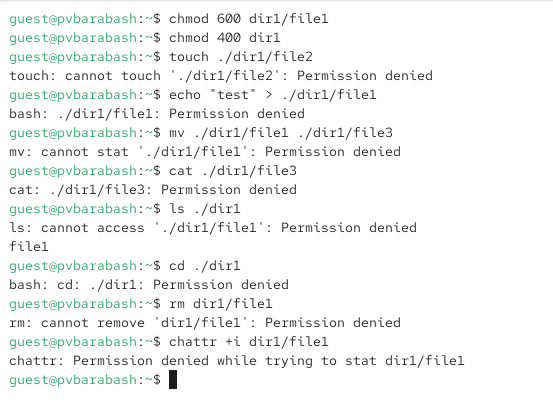 guest@pvbarabash:~$ chmod 600 dir1/file1
guest@pvbarabash:~$ chmod 400 dir1
guest@pvbarabash:~$ touch ./dir1/file2
touch: cannot touch './dir1/file2': Permission denied
guest@pvbarabash:~$ echo "test" > ./dir1/file1
bash: ./dir1/file1: Permission denied
guest@pvbarabash:~$ mv ./dir1/file1 ./dir1/file3
mv: cannot stat './dir1/file1': Permission denied
guest@pvbarabash:~$ cat ./dir1/file3
cat: ./dir1/file3: Permission denied
guest@pvbarabash:~$ ls ./dir1
ls: cannot access './dir1/file1': Permission denied
file1
guest@pvbarabash:~$ cd ./dir1
bash: cd: ./dir1: Permission denied
guest@pvbarabash:~$ rm dir1/file1
rm: cannot remove 'dir1/file1': Permission denied
guest@pvbarabash:~$ chattr +i dir1/file1
chattr: Permission denied while trying to stat dir1/file1
guest@pvbarabash:~$